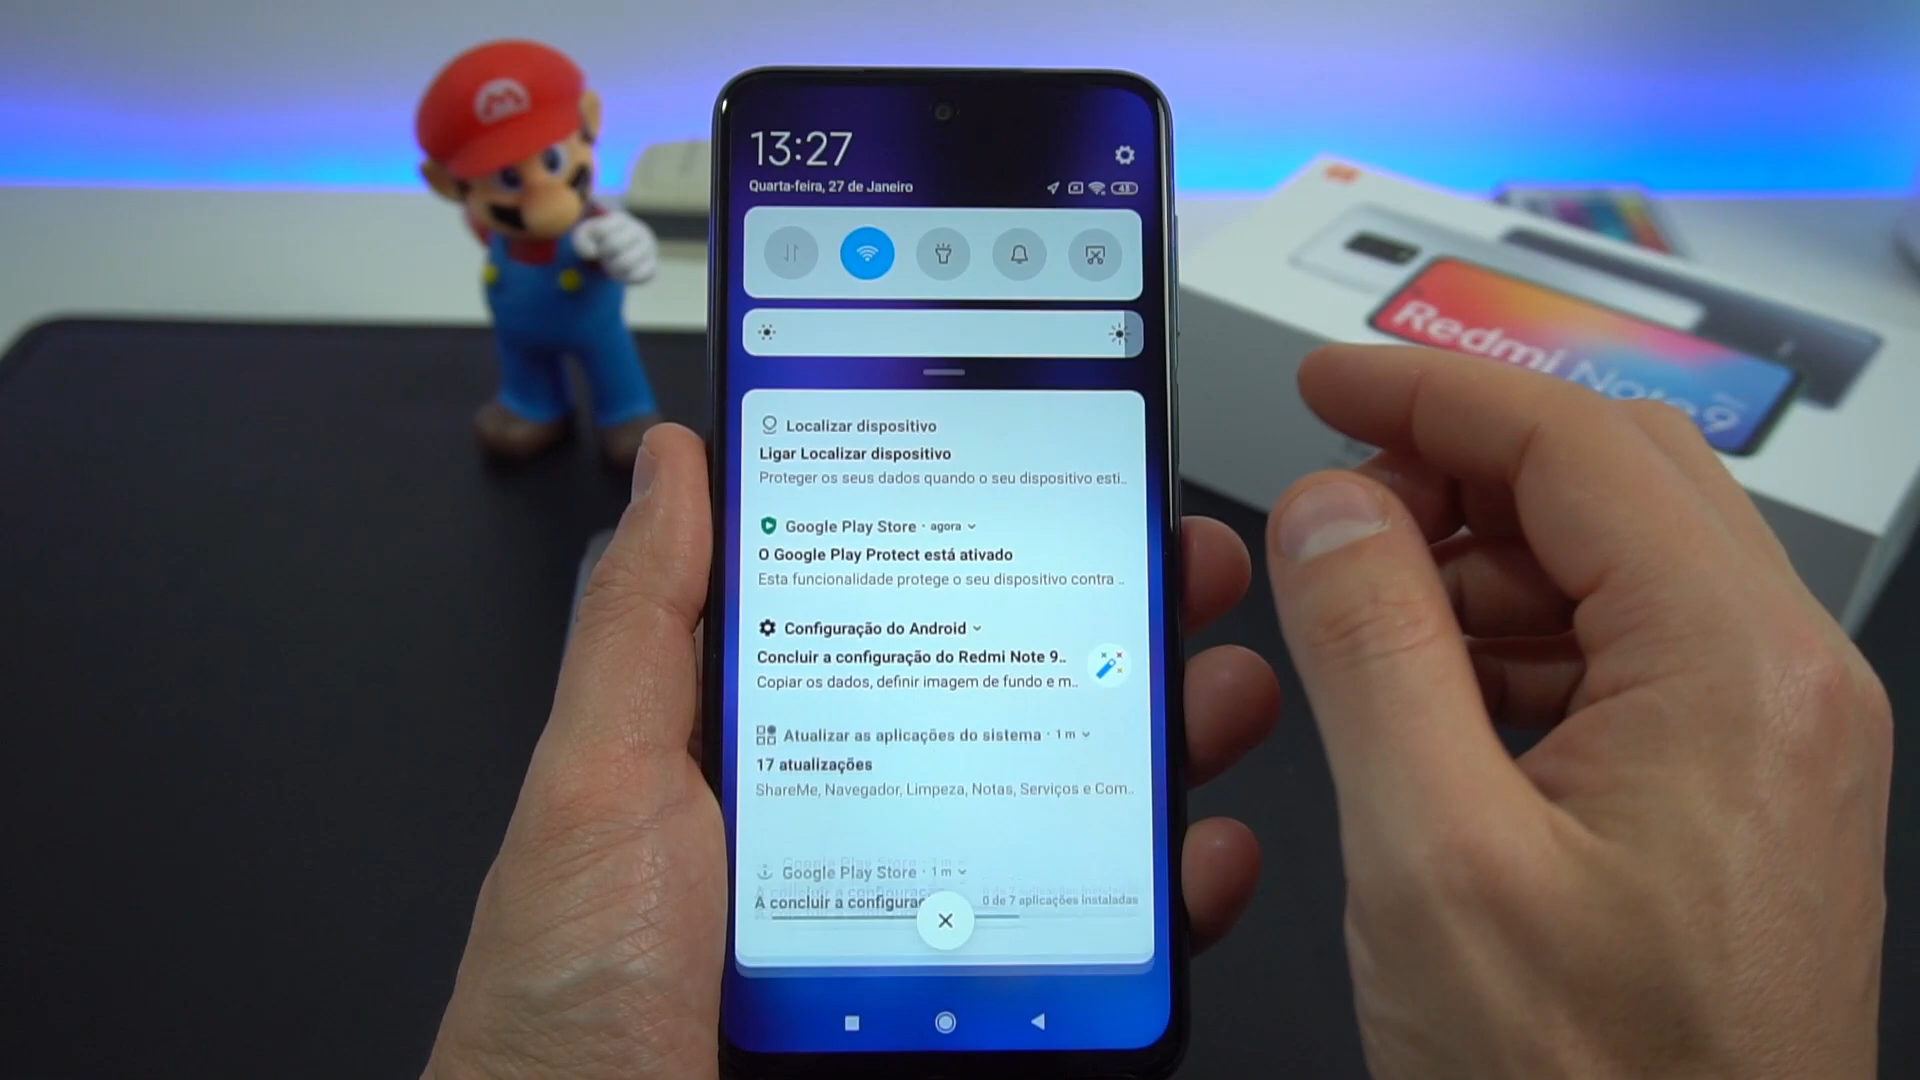 13:27
Quarta-feira, 27 de Janeiro
43
Localizar dispositivo
Ligar Localizar dispositivo
Proteger os seus dados quando o seu dispositivo esti..
Google Play Store · agora
O Google Play Protect está ativado
Esta funcionalidade protege o seu dispositivo contra ..
Configuração do Android
Concluir a configuração do Redmi Note 9..
Copiar os dados, definir imagem de fundo e m..
Atualizar as aplicações do sistema · 1 m
17 atualizações
ShareMe, Navegador, Limpeza, Notas, Serviços e Com..
Google Play Store · 1 m
A concluir a configuraç
0 de 7 aplicações instaladas
Redmi Note 9
M